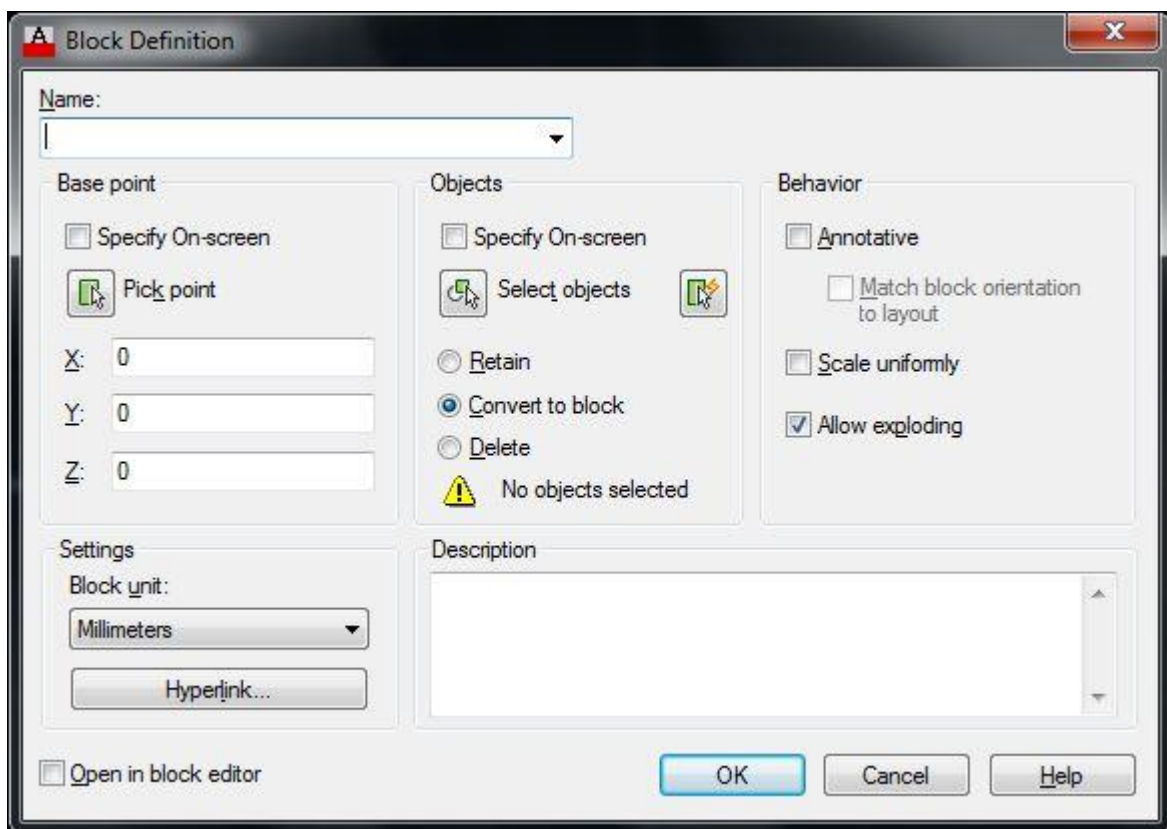 Block Definition
Name:
Base point
Specify On-screen
Pick point
X: 0
Y: 0
Z: 0
Objects
Specify On-screen
Select objects
Retain
Convert to block
Delete
No objects selected
Behavior
Annotative
Match block orientation
to layout
Scale uniformly
Allow exploding
Settings
Block unit:
Millimeters
Hyperlink...
Description
Open in block editor
OK
Cancel
Help